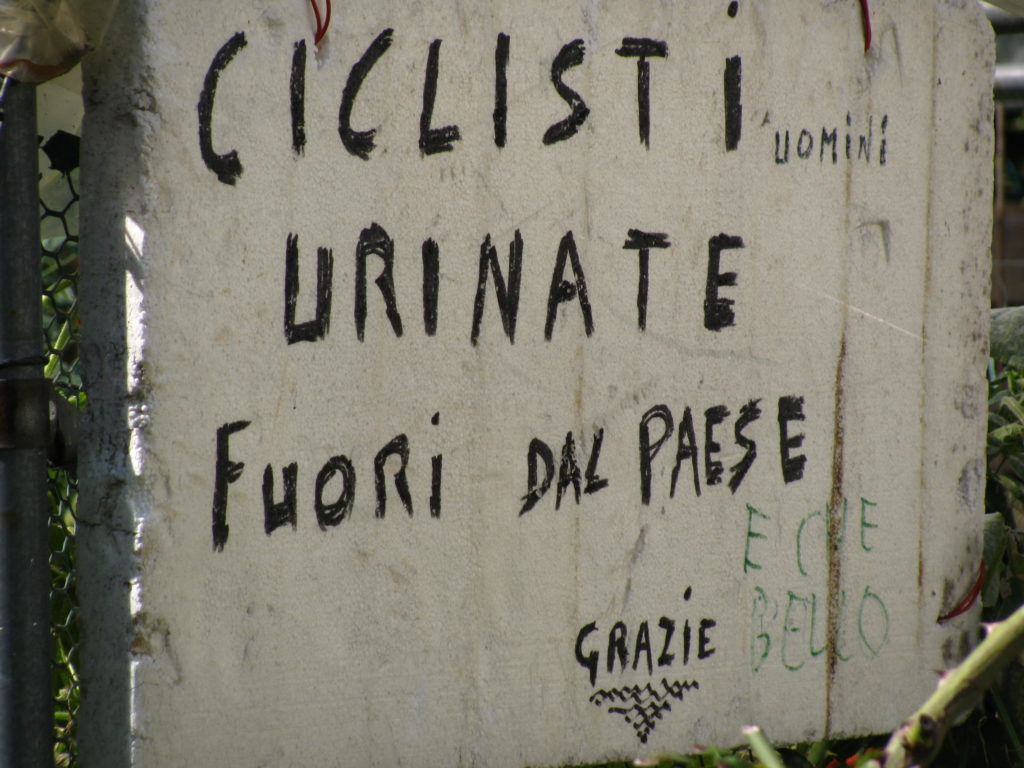 CICLISTi
UOMiNi
URINATE
FuORi DAL PAESE
E CHE
BELLO
GRAZiE